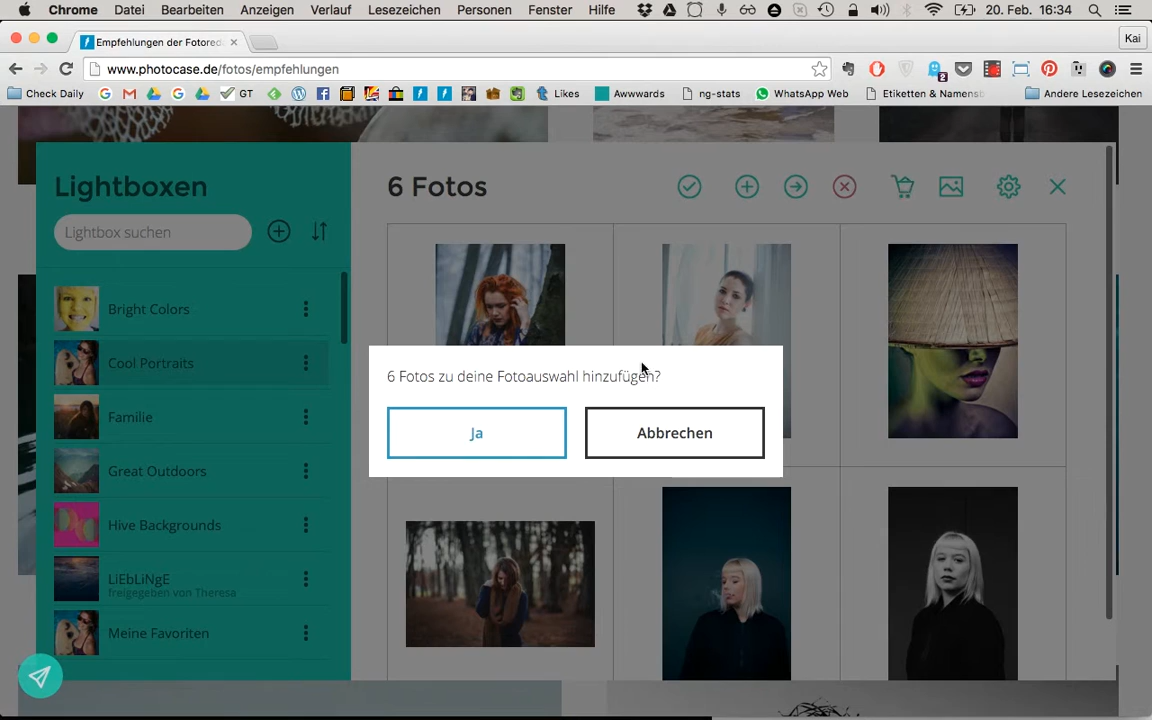 Chrome Datei Bearbeiten Anzeigen Verlauf Lesezeichen Personen Fenster Hilfe 20. Feb. 16:34
Empfehlungen der Fotored
Kai
www.photocase.de/fotos/empfehlungen
2
Check Daily GT Likes Awwwards ng-stats WhatsApp Web Etiketten & Namensb Andere Lesezeichen
Lightboxen
6 Fotos
Lightbox suchen
Bright Colors
6 Fotos zu deine Fotoauswahl hinzufügen?
Cool Portraits
Familie
Ja Abbrechen
Great Outdoors
Hive Backgrounds
LiEbLiNgE
freigegeben von Theresa
Meine Favoriten